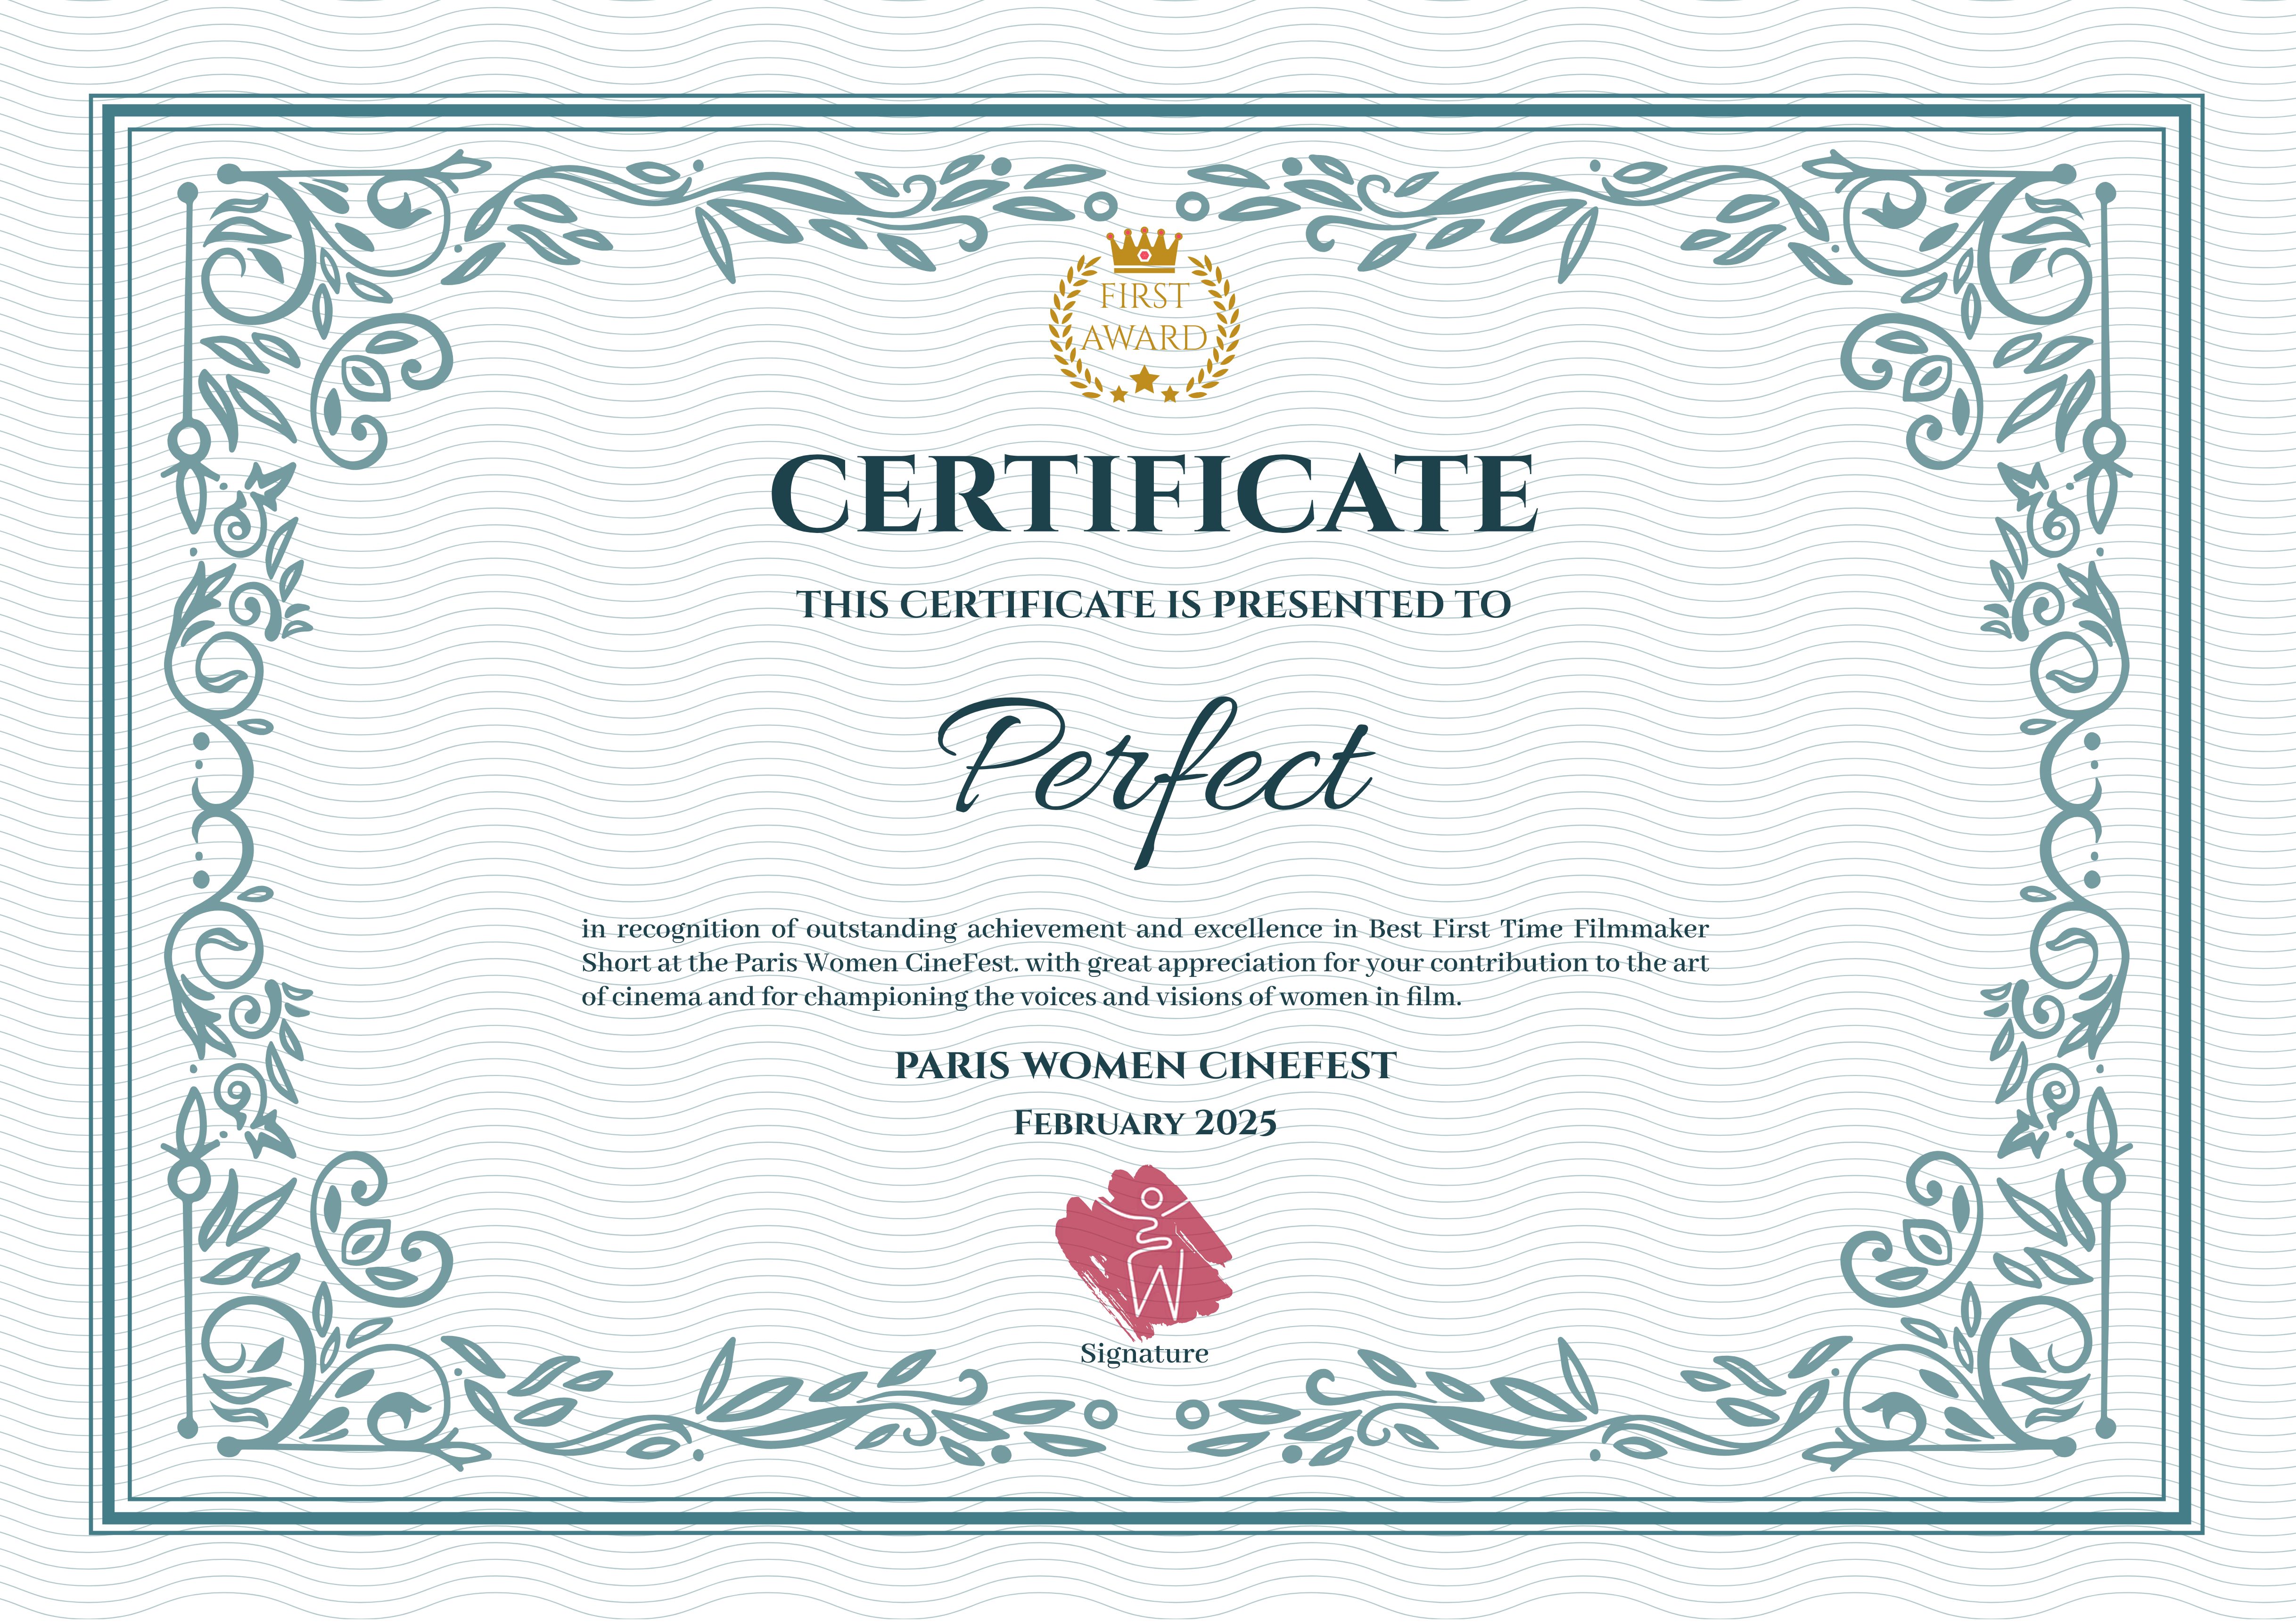 FIRST
AWARD
CERTIFICATE
THIS CERTIFICATE IS PRESENTED TO
Perfect
in recognition of outstanding achievement and excellence in Best First Time Filmmaker
Short at the Paris Women CineFest. with great appreciation for your contribution to the art
of cinema and for championing the voices and visions of women in film.
PARIS WOMEN CINEFEST
FEBRUARY 2025
Signature